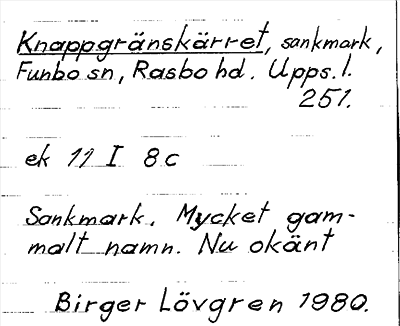 Knappgränskärret, sankmark,
Funbo sn, Rasbo hd. Upps. l.
251.
ek 11 I 8c
Sankmark. Mycket gam-
malt namn. Nu okänt
Birger Lövgren 1980.